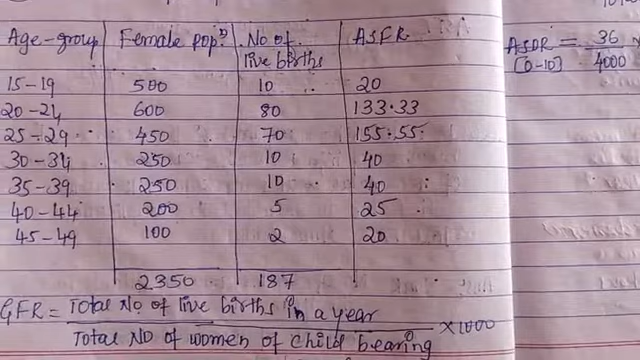 Age-group Female popn No of live births ASFR
15-19 500 10 20
20-24 600 80 133.33
25-29 450 70 155.55
30-34 250 10 40
35-39 250 10 40
40-44 200 5 25
45-49 100 2 20
2350 187
GFR = Total No of live births in a year
Total NO of women of child bearing ×1000
ASDR = 36
[0-10] 4000